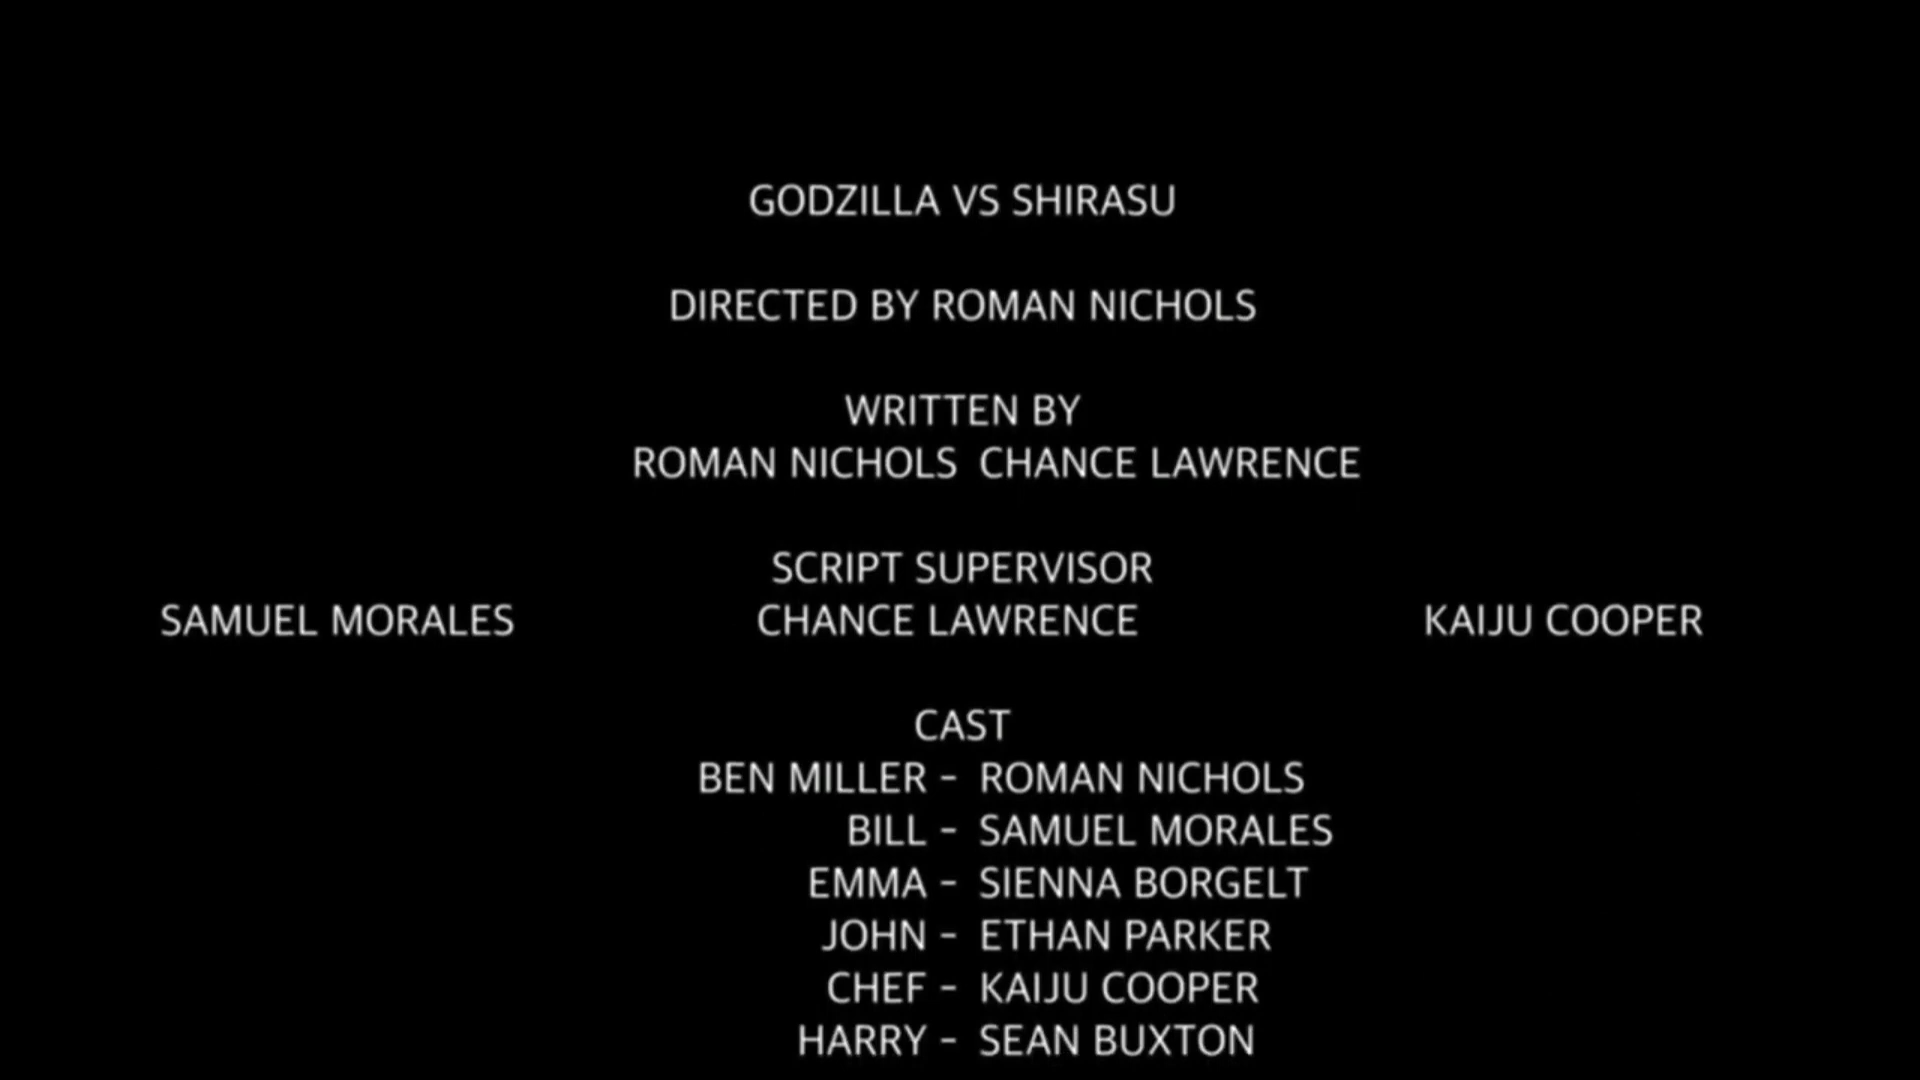 GODZILLA VS SHIRASU
DIRECTED BY ROMAN NICHOLS
WRITTEN BY
ROMAN NICHOLS CHANCE LAWRENCE
SCRIPT SUPERVISOR
SAMUEL MORALES CHANCE LAWRENCE KAIJU COOPER
CAST
BEN MILLER - ROMAN NICHOLS
BILL - SAMUEL MORALES
EMMA - SIENNA BORGELT
JOHN - ETHAN PARKER
CHEF - KAIJU COOPER
HARRY - SEAN BUXTON